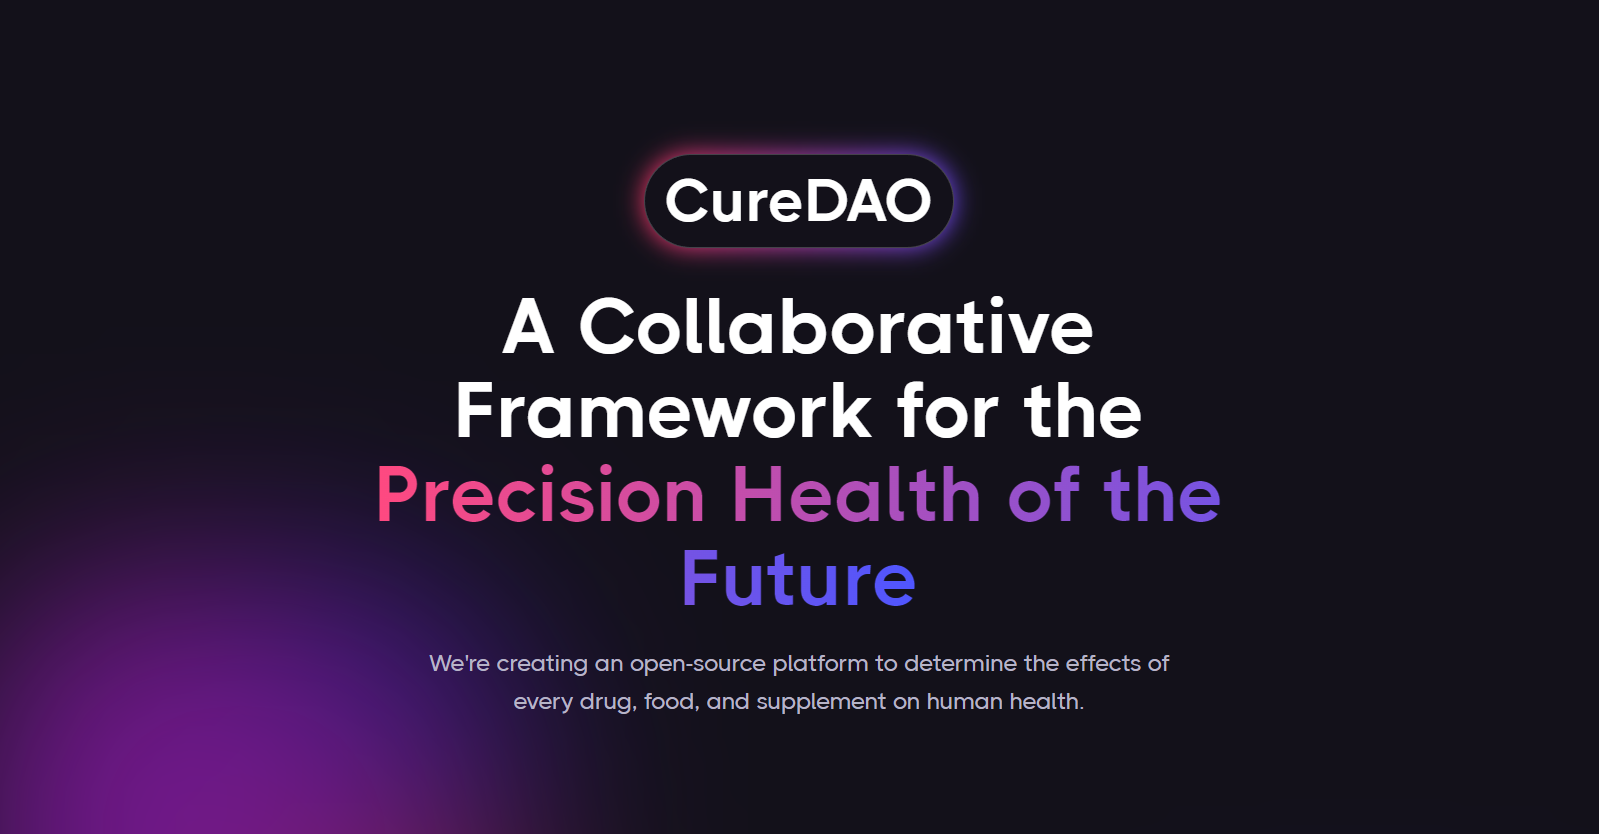 CureDAO
A Collaborative
Framework for the
Precision Health of the
Future
We're creating an open-source platform to determine the effects of
every drug, food, and supplement on human health.